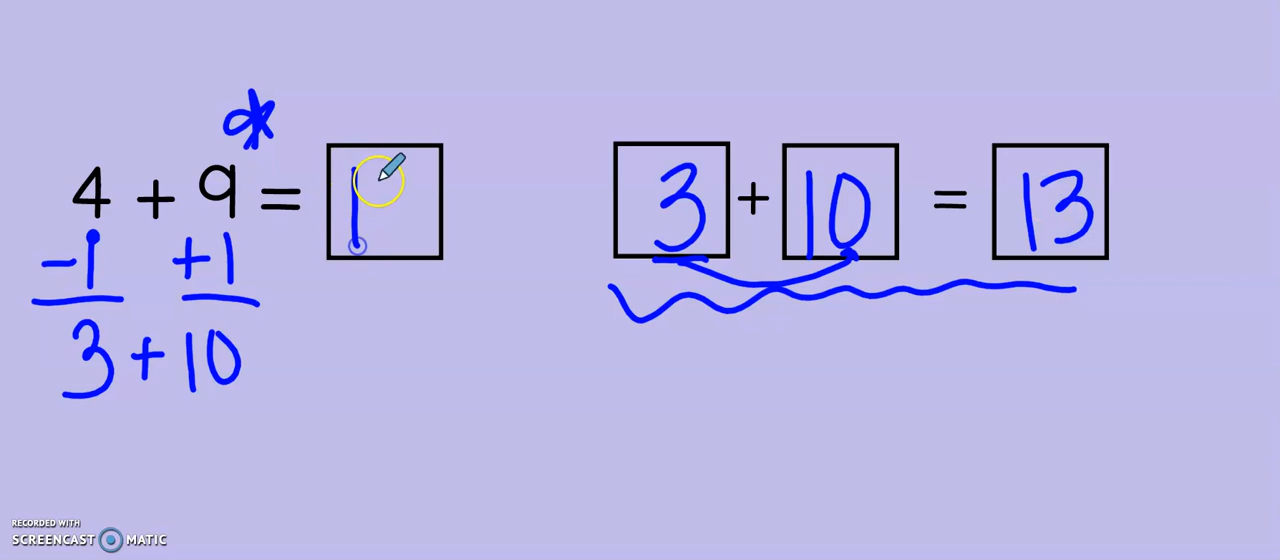 *
4 + 9 = 1
3 + 10 = 13
-1 +1
3 + 10
RECORDED WITH
SCREENCAST MATIC